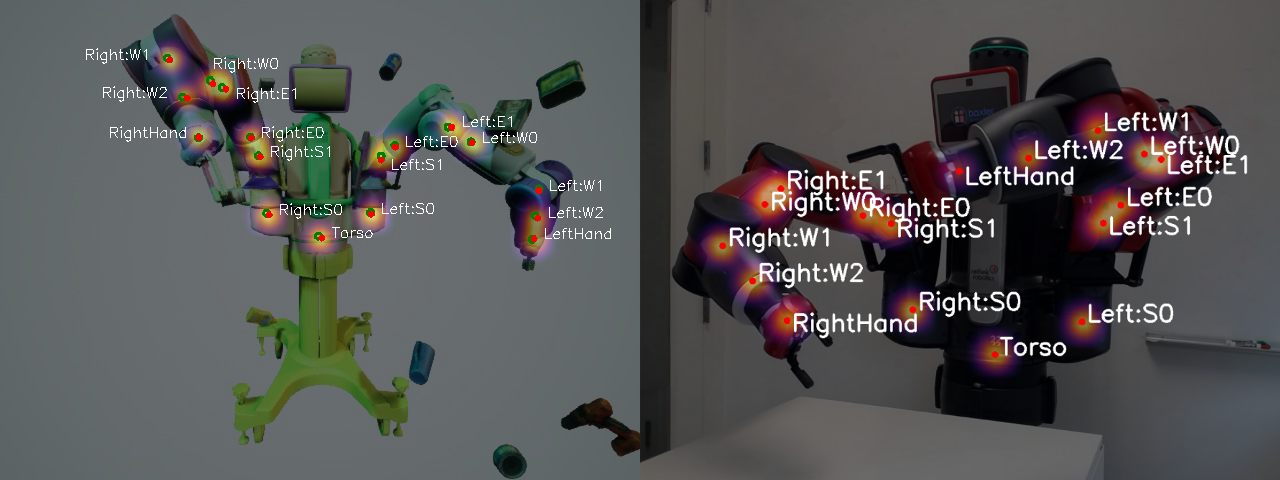 Right:W1
Right:W0
Right:W2
Right:E1
RightHand
Right:E0
Right:S1
Right:S0
Torso
Left:E1
Left:W0
Left:E0
Left:S1
Left:W1
Left:S0
Left:W2
LeftHand
Left:W1
Left:W0
Left:W2
Left:E1
LeftHand
Right:E1
Right:W0
Right:E0
Left:E0
Right:S1
Left:S1
Right:W1
Right:W2
Right:S0
Left:S0
RightHand
Torso